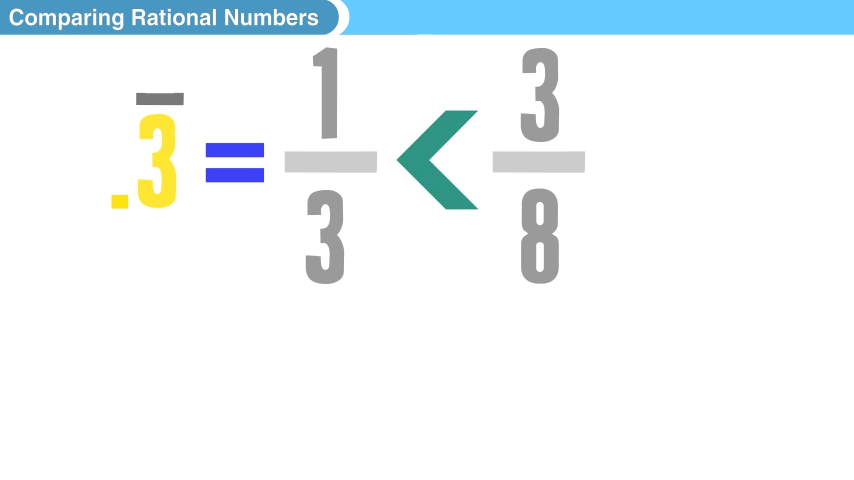 Comparing Rational Numbers
.3̅ = 1/3 < 3/8